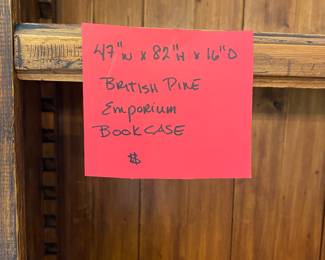 47"W x 82"H x 16"D
BRITISH PINE
EMPORIUM
BOOKCASE
$